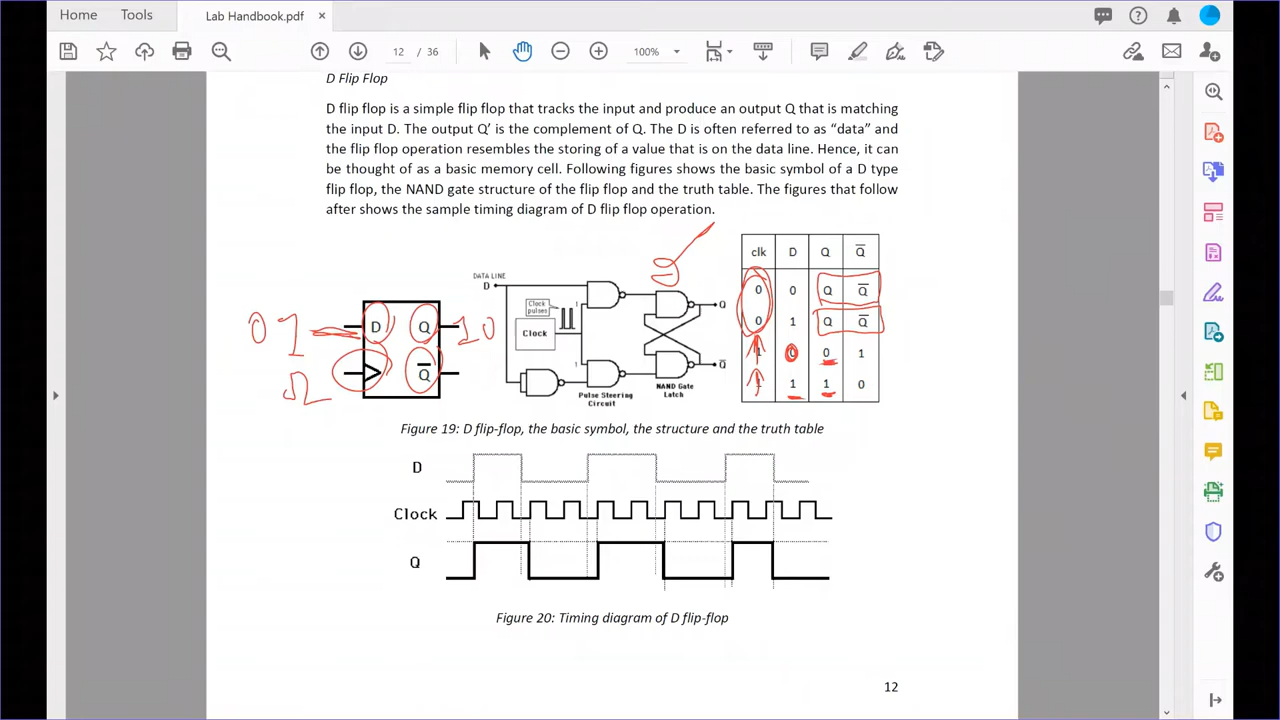 Home Tools Lab Handbook.pdf ×
12 / 36 100%
D Flip Flop
D flip flop is a simple flip flop that tracks the input and produce an output Q that is matching
the input D. The output Q’ is the complement of Q. The D is often referred to as “data” and
the flip flop operation resembles the storing of a value that is on the data line. Hence, it can
be thought of as a basic memory cell. Following figures shows the basic symbol of a D type
flip flop, the NAND gate structure of the flip flop and the truth table. The figures that follow
after shows the sample timing diagram of D flip flop operation.
0 1
D Q
Q̅
1 0
DATA LINE
D
Clock
pulses
1
Clock
1
Q
Q̅
Pulse Steering
Circuit
NAND Gate
Latch
clk D Q Q̅
0 0 Q Q̅
0 1 Q Q̅
1 0 0 1
1 1 0
Figure 19: D flip-flop, the basic symbol, the structure and the truth table
D
Clock
Q
Figure 20: Timing diagram of D flip-flop
12